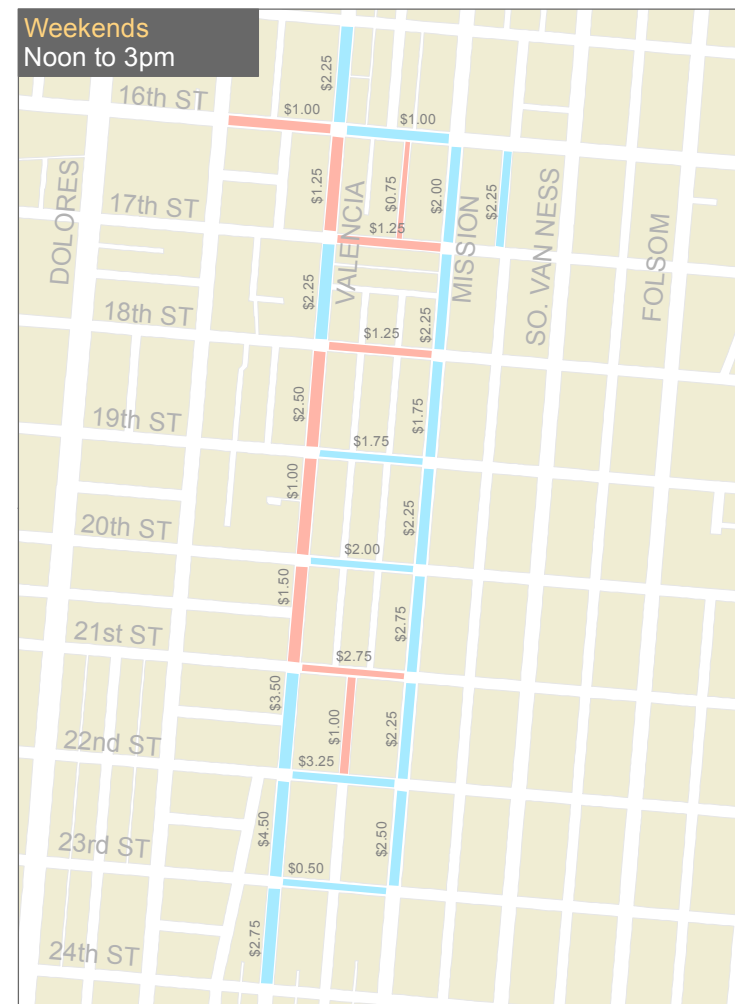 Weekends
Noon to 3pm
$2.25
16th ST
$1.00
$1.00
$1.25
$0.75
$2.00
$2.25
DOLORES
17th ST
VALENCIA
$1.25
MISSION
SO. VAN NESS
FOLSOM
$2.25
18th ST
$1.25
$2.25
$2.50
$1.75
19th ST
$1.75
$1.00
$2.25
20th ST
$2.00
$1.50
$2.75
21st ST
$2.75
$3.50
$1.00
$2.25
22nd ST
$3.25
$4.50
$2.50
23rd ST
$0.50
$2.75
24th ST